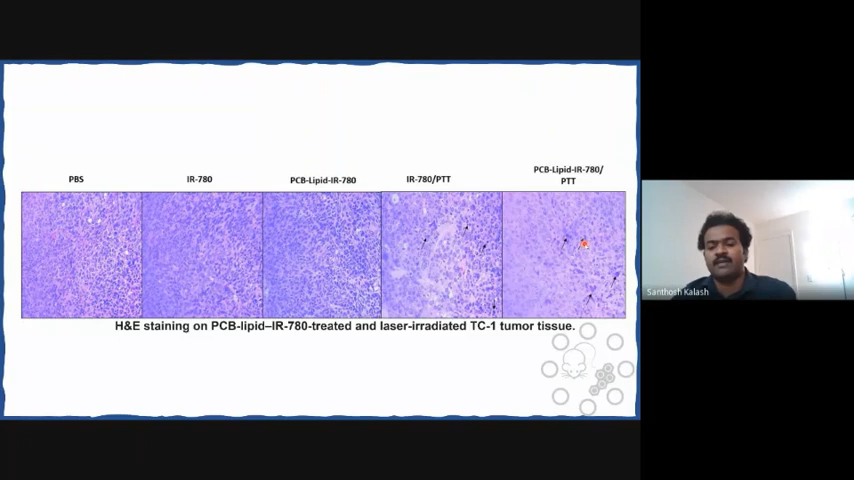 PBS
IR-780
PCB-Lipid-IR-780
IR-780/PTT
PCB-Lipid-IR-780/
PTT
H&E staining on PCB-lipid–IR-780-treated and laser-irradiated TC-1 tumor tissue.
Santhosh Kalash